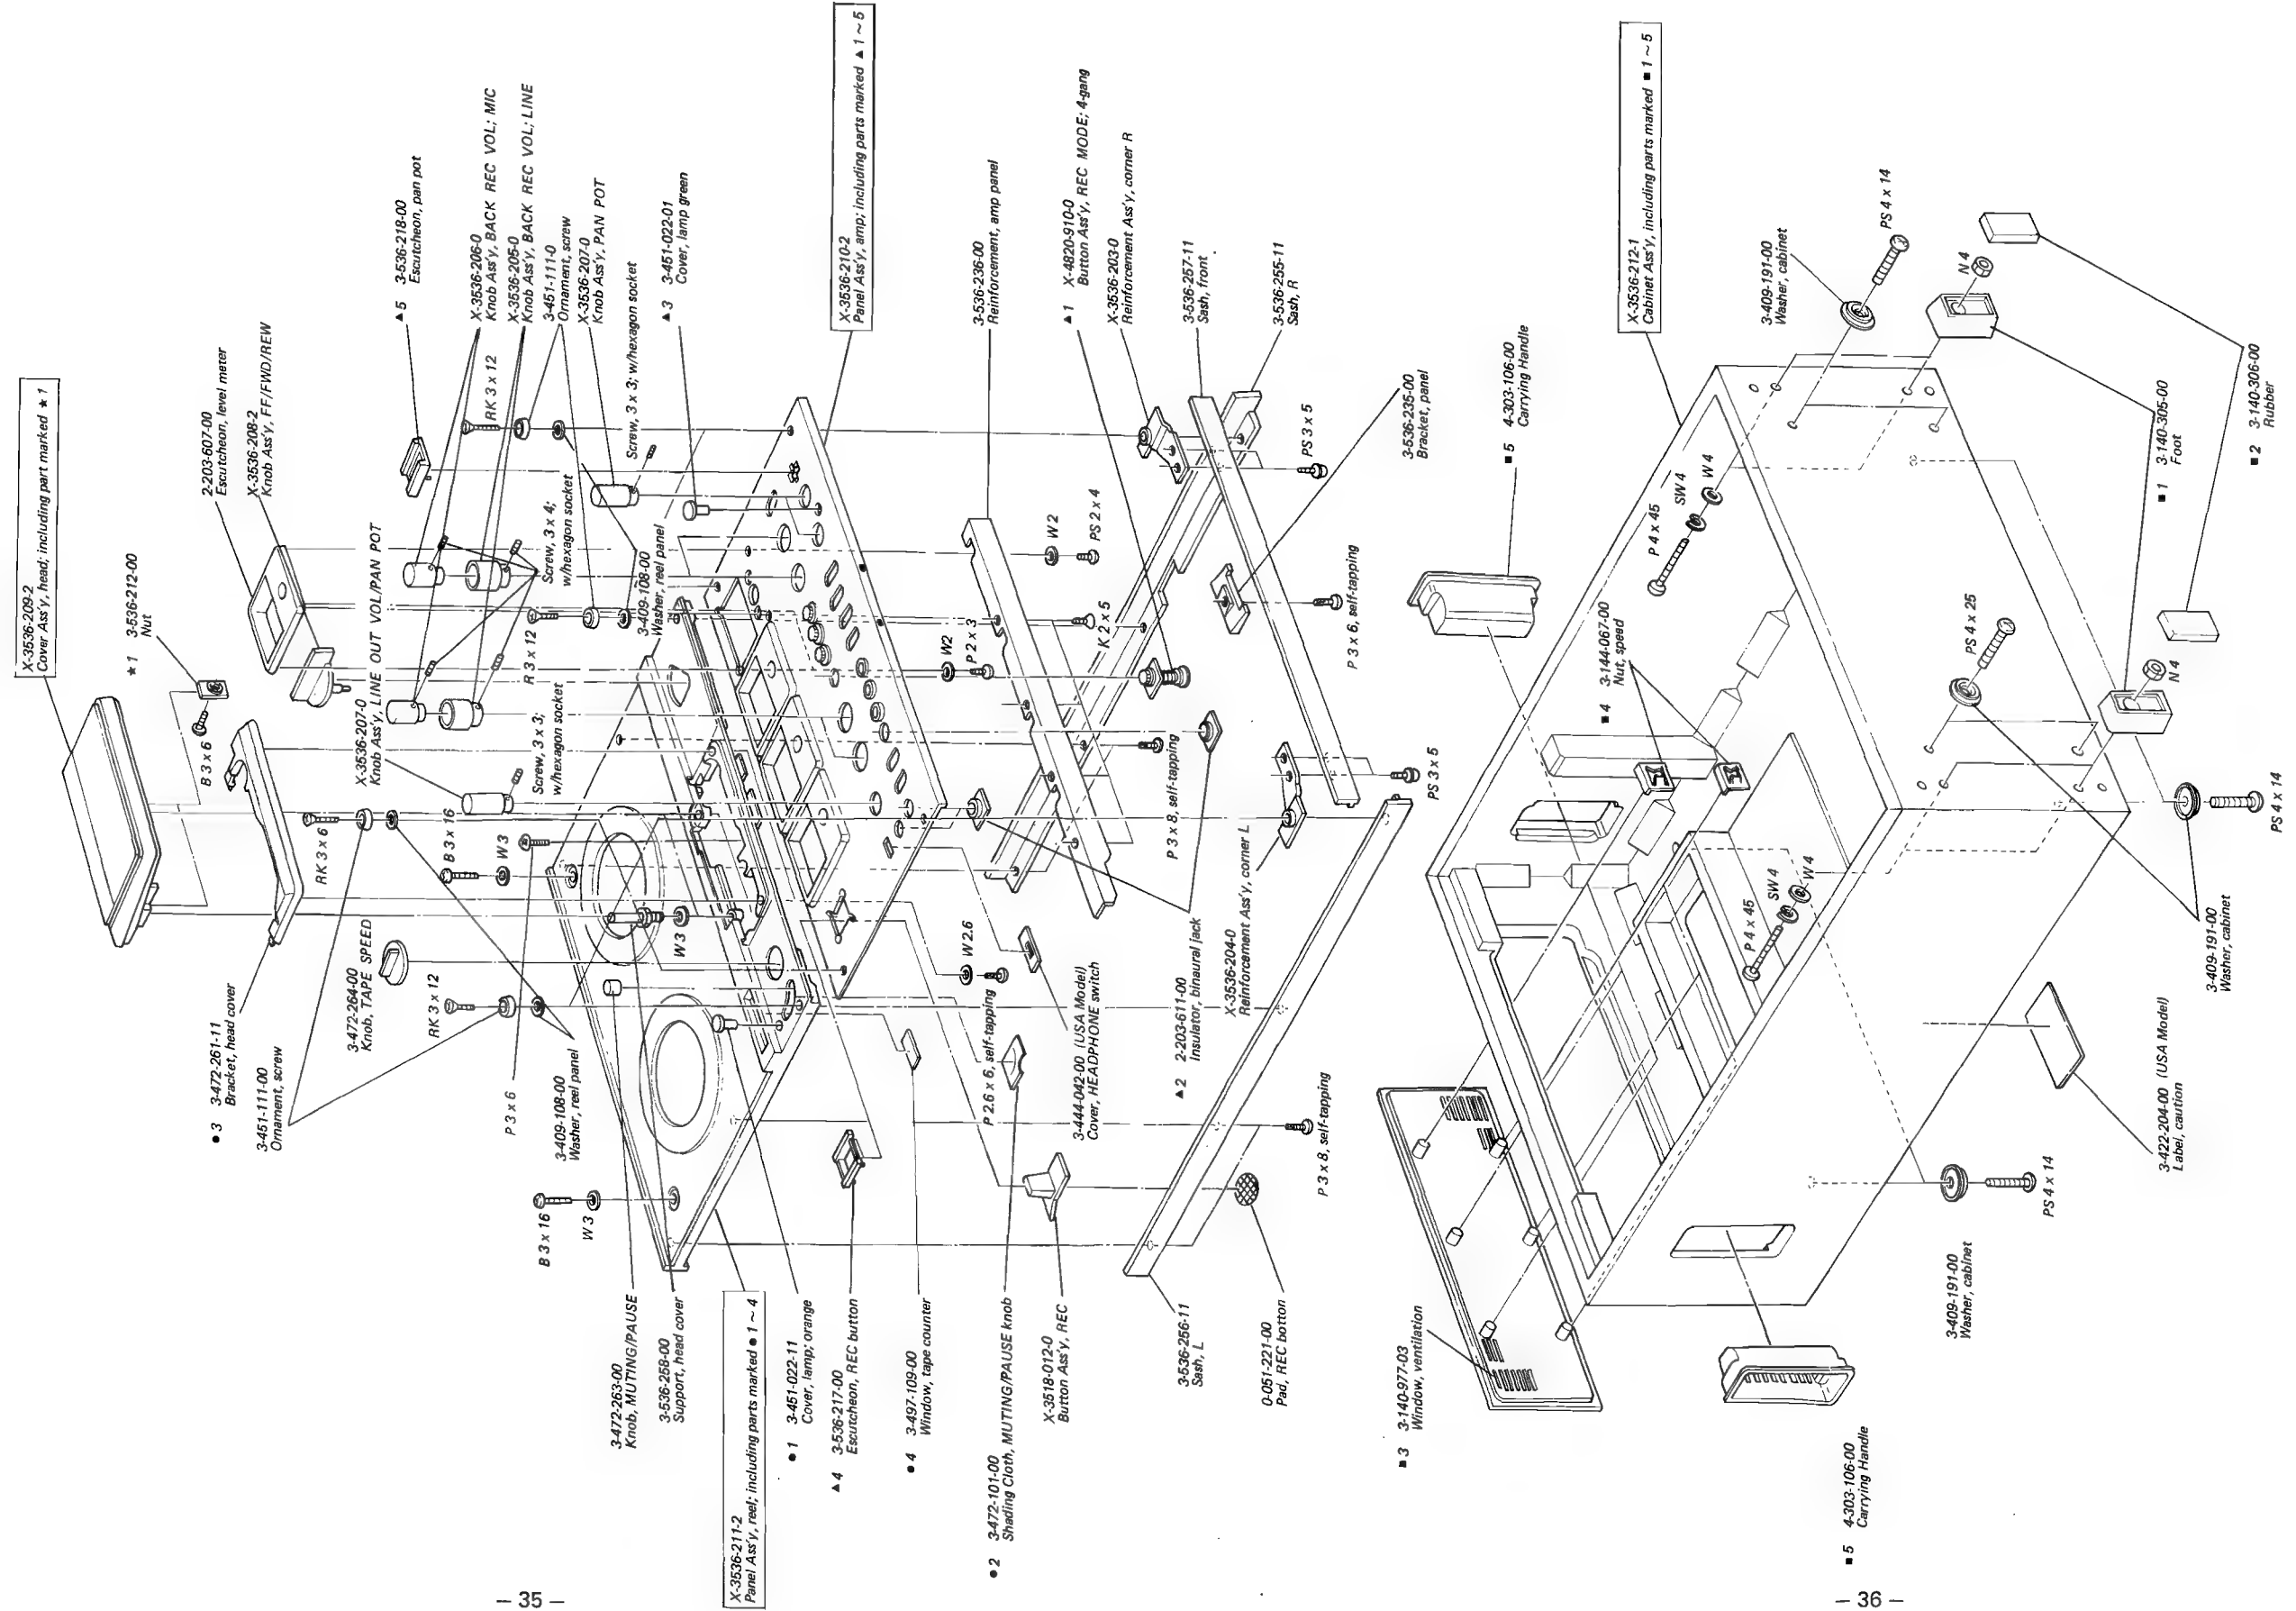 X-3536-209-2
Cover Ass'y, head; including part marked ★ 1
★ 1 3-536-212-00
Nut
B 3 x 6
2-203-607-00
Escutcheon, level meter
X-3536-208-2
Knob Ass'y, FF/FWD/REW
▲ 5 3-536-218-00
Escutcheon, pan pot
X-3536-206-0
Knob Ass'y, BACK REC VOL; MIC
X-3536-205-0
Knob Ass'y, BACK REC VOL; LINE
3-451-111-0
Ornament, screw
X-3536-207-0
Knob Ass'y, PAN POT
RK 3 x 12
Screw, 3 x 3; w/hexagon socket
▲ 3 3-451-022-01
Cover, lamp green
X-3536-210-2
Panel Ass'y, amp; including parts marked ▲ 1 ~ 5
3-536-236-00
Reinforcement, amp panel
▲ 1 X-4820-910-0
Button Ass'y, REC MODE; 4-gang
X-3536-203-0
Reinforcement Ass'y, corner R
3-536-257-11
Sash, front
3-536-255-11
Sash, R
PS 3 x 5
3-536-235-00
Bracket, panel
X-3536-207-0
Knob Ass'y, LINE OUT VOL/PAN POT
Screw, 3 x 4;
w/hexagon socket
3-409-108-00
Washer, reel panel
R 3 x 12
Screw, 3 x 3;
w/hexagon socket
W 2
PS 2 x 4
K 2 x 5
W2
P 2 x 3
P 3 x 6, self-tapping
P 3 x 8, self-tapping
PS 3 x 5
RK 3 x 6
B 3 x 16
W 3
W 3
● 3 3-472-261-11
Bracket, head cover
3-451-111-00
Ornament, screw
3-472-264-00
Knob, TAPE SPEED
RK 3 x 12
P 3 x 6
3-409-108-00
Washer, reel panel
B 3 x 16
W 3
W 2.6
P 2.6 x 6, self-tapping
3-444-042-00 (USA Model)
Cover, HEADPHONE switch
▲ 2 2-203-611-00
Insulator, binaural jack
X-3536-204-0
Reinforcement Ass'y, corner L
P 3 x 8, self-tapping
3-472-263-00
Knob, MUTING/PAUSE
3-536-258-00
Support, head cover
X-3536-211-2
Panel Ass'y, reel; including parts marked ● 1 ~ 4
● 1 3-451-022-11
Cover, lamp; orange
▲ 4 3-536-217-00
Escutcheon, REC button
● 4 3-497-109-00
Window, tape counter
● 2 3-472-101-00
Shading Cloth, MUTING/PAUSE knob
X-3518-012-0
Button Ass'y, REC
3-536-256-11
Sash, L
0-051-221-00
Pad, REC botton
— 35 —
X-3536-212-1
Cabinet Ass'y, including parts marked ■ 1 ~ 5
■ 5 4-303-106-00
Carrying Handle
3-409-191-00
Washer, cabinet
PS 4 x 14
N 4
P 4 x 45
SW 4
W 4
■ 4 3-144-067-00
Nut, speed
PS 4 x 25
N 4
■ 1 3-140-305-00
Foot
■ 2 3-140-306-00
Rubber
PS 4 x 14
P 4 x 45
SW 4
W 4
3-409-191-00
Washer, cabinet
3-422-204-00 (USA Model)
Label, caution
PS 4 x 14
3-409-191-00
Washer, cabinet
■ 3 3-140-977-03
Window, ventilation
■ 5 4-303-106-00
Carrying Handle
— 36 —